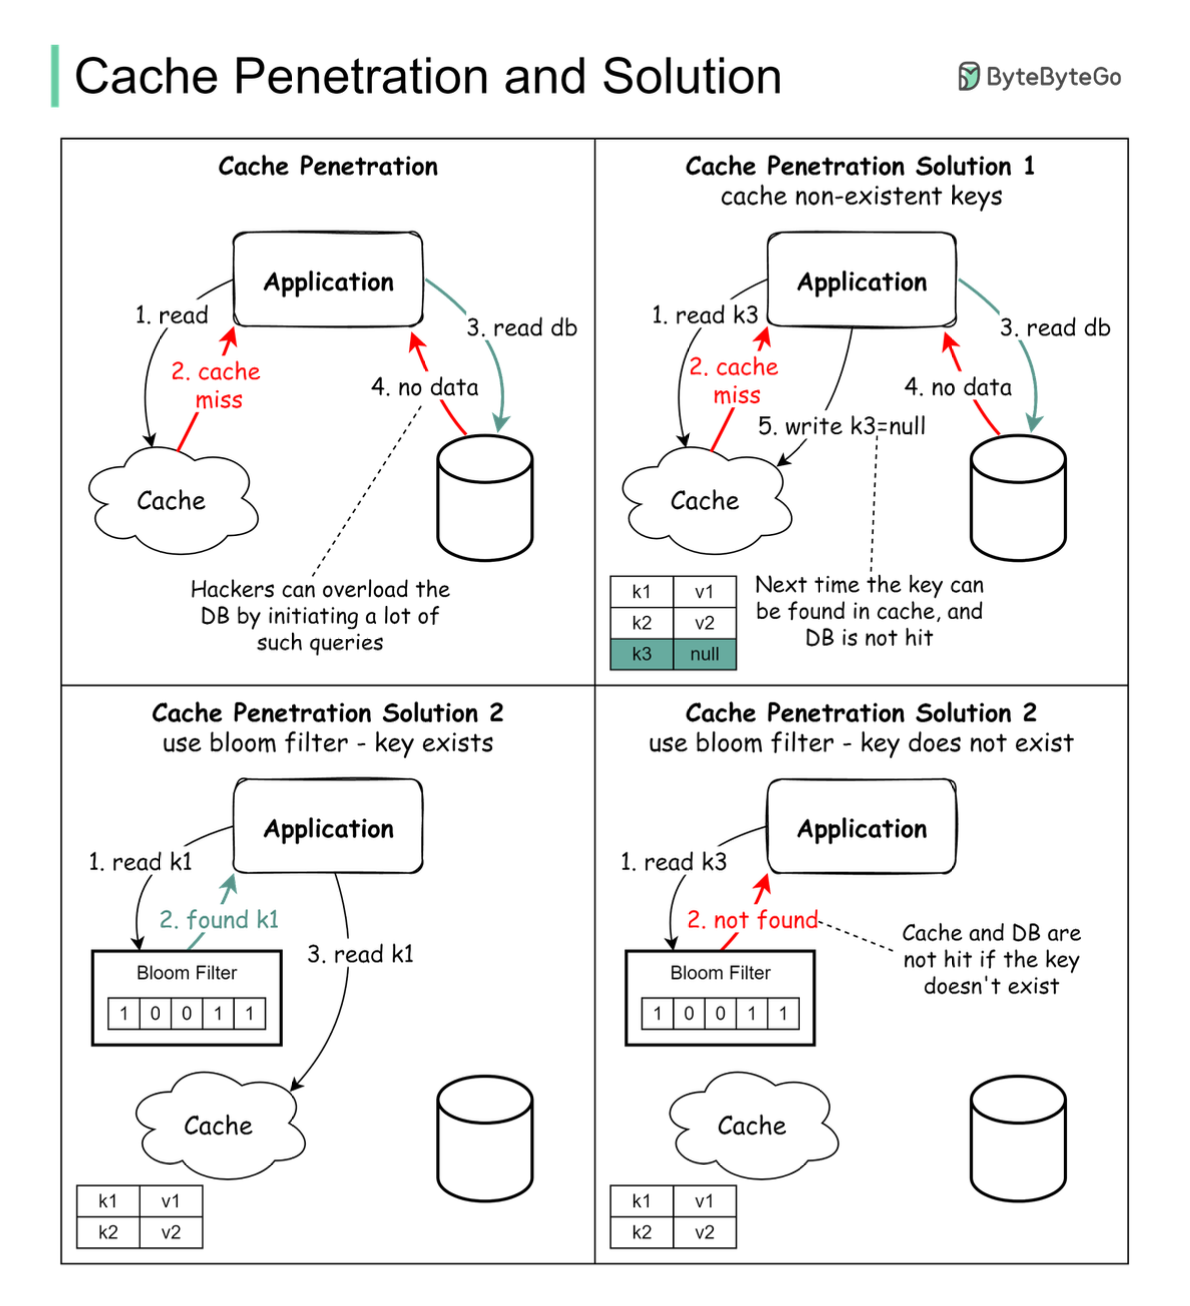 Cache Penetration and Solution
ByteByteGo
Cache Penetration
Application
1. read
2. cache
miss
3. read db
4. no data
Cache
Hackers can overload the
DB by initiating a lot of
such queries
Cache Penetration Solution 1
cache non-existent keys
Application
1. read k3
2. cache
miss
3. read db
4. no data
5. write k3=null
Cache
k1 v1
k2 v2
k3 null
Next time the key can
be found in cache, and
DB is not hit
Cache Penetration Solution 2
use bloom filter - key exists
Application
1. read k1
2. found k1
3. read k1
Bloom Filter
1 0 0 1 1
Cache
k1 v1
k2 v2
Cache Penetration Solution 2
use bloom filter - key does not exist
Application
1. read k3
2. not found
Cache and DB are
not hit if the key
doesn't exist
Bloom Filter
1 0 0 1 1
Cache
k1 v1
k2 v2